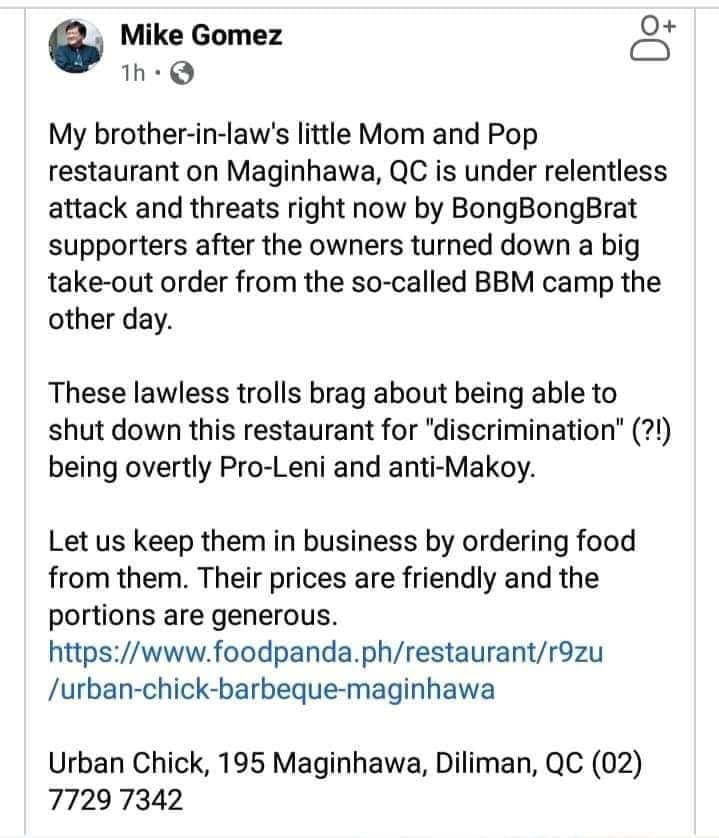 Mike Gomez
1h ·
My brother-in-law's little Mom and Pop
restaurant on Maginhawa, QC is under relentless
attack and threats right now by BongBongBrat
supporters after the owners turned down a big
take-out order from the so-called BBM camp the
other day.
These lawless trolls brag about being able to
shut down this restaurant for "discrimination" (?!)
being overtly Pro-Leni and anti-Makoy.
Let us keep them in business by ordering food
from them. Their prices are friendly and the
portions are generous.
https://www.foodpanda.ph/restaurant/r9zu
/urban-chick-barbeque-maginhawa
Urban Chick, 195 Maginhawa, Diliman, QC (02)
7729 7342